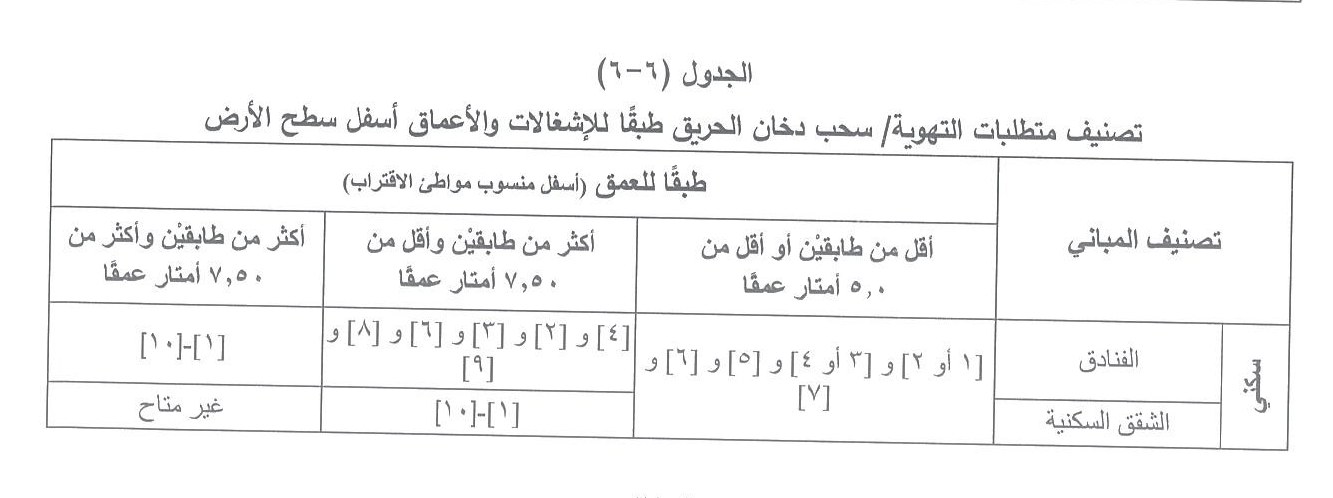 الجدول (٦-٦)
تصنيف متطلبات التهوية/ سحب دخان الحريق طبقًا للإشغالات والأعماق أسفل سطح الأرض
تصنيف المباني
طبقًا للعمق (أسفل منسوب مواطئ الاقتراب)
أقل من طابقيْن أو أقل من
٥,٠ أمتار عمقًا
أكثر من طابقيْن وأقل من
٧,٥٠ أمتار عمقًا
أكثر من طابقيْن وأكثر من
٧,٥٠ أمتار عمقًا
سكني
الفنادق
[١ أو ٢] و [٣ أو ٤] و [٥] و [٦] و
[٧]
[٤] و [٢] و [٣] و [٦] و [٨] و
[٩]
[١]-[١٠]
الشقق السكنية
[١]-[١٠]
غير متاح